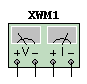 XWM1
+ V - + I -